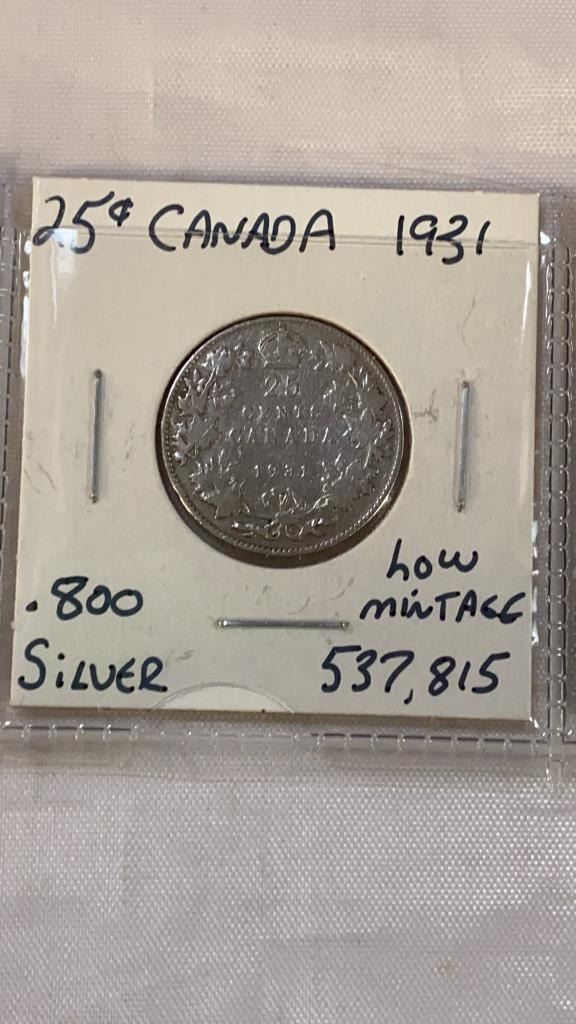 25¢ CANADA 1931
25
CENTS
CANADA
1931
.800
SILVER
LOW
MINTAGE
537,815